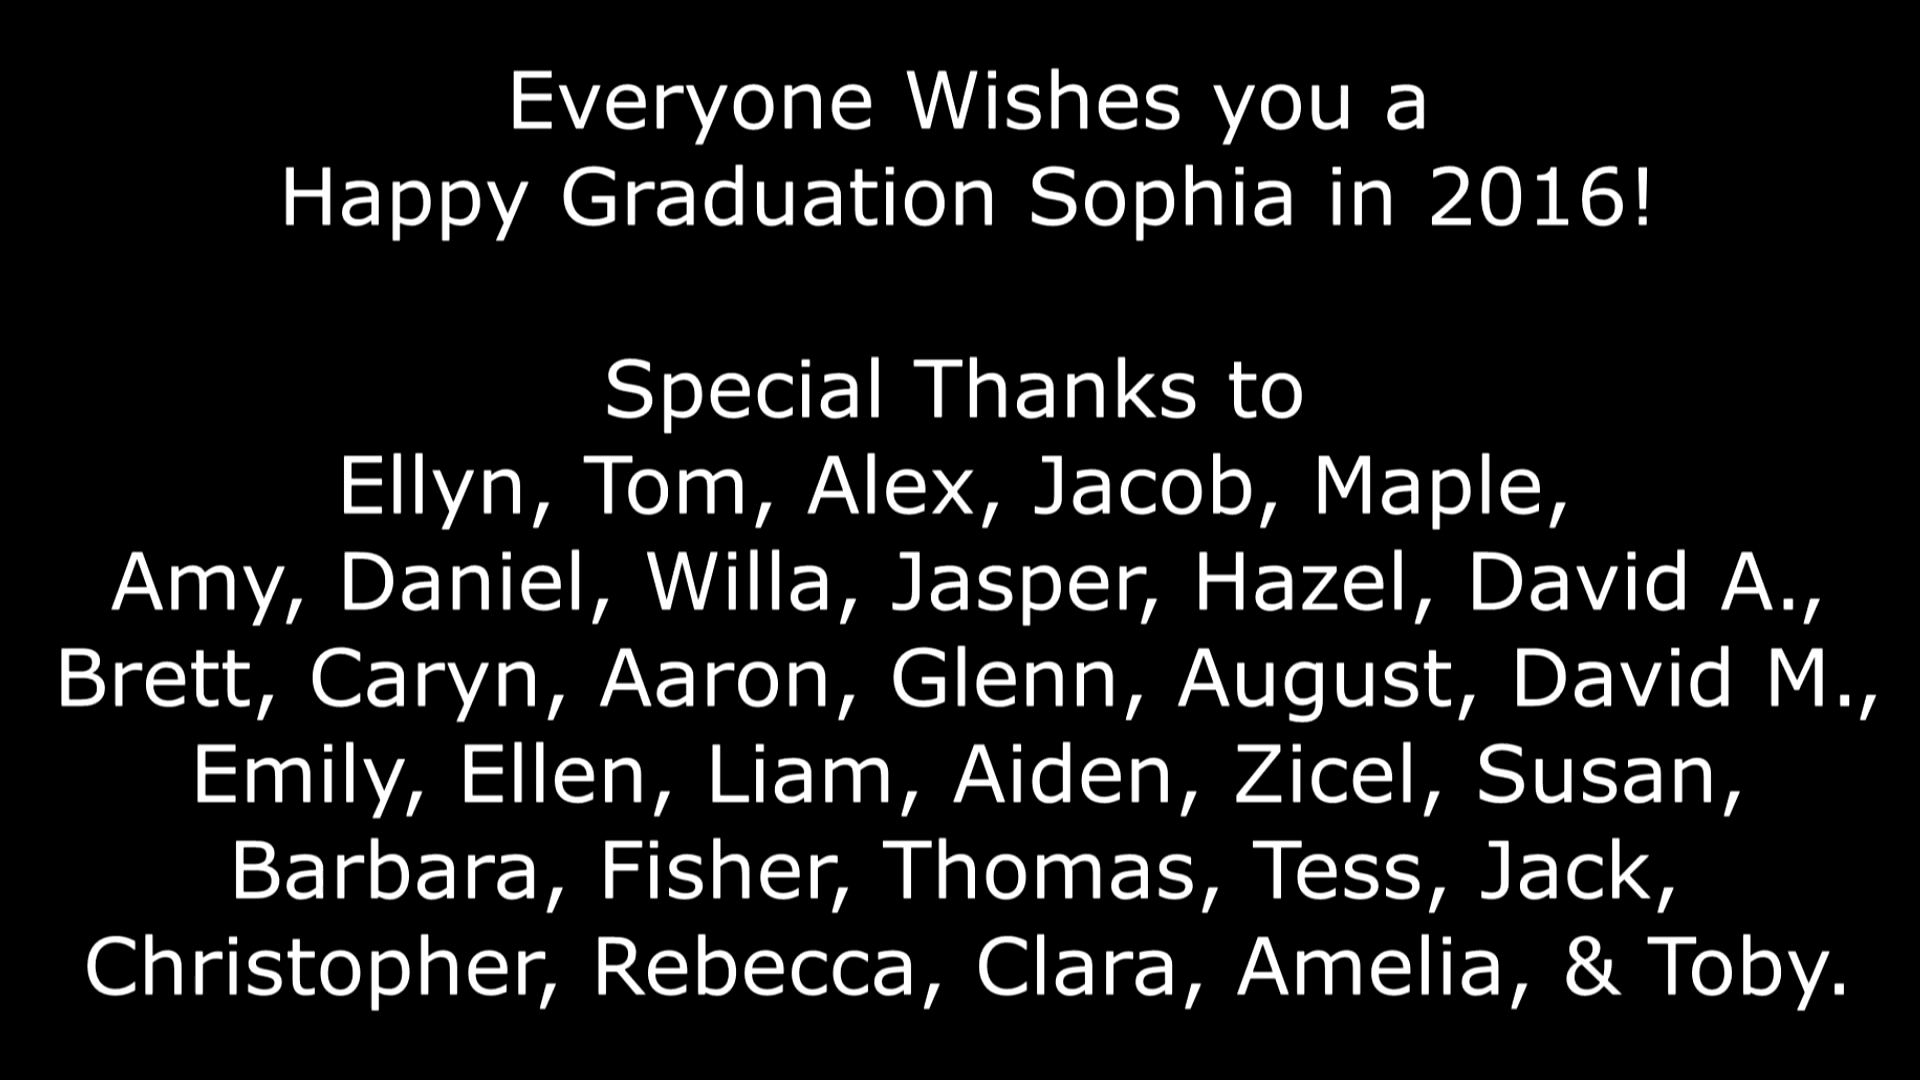 Everyone Wishes you a
Happy Graduation Sophia in 2016!
Special Thanks to
Ellyn, Tom, Alex, Jacob, Maple,
Amy, Daniel, Willa, Jasper, Hazel, David A.,
Brett, Caryn, Aaron, Glenn, August, David M.,
Emily, Ellen, Liam, Aiden, Zicel, Susan,
Barbara, Fisher, Thomas, Tess, Jack,
Christopher, Rebecca, Clara, Amelia, & Toby.